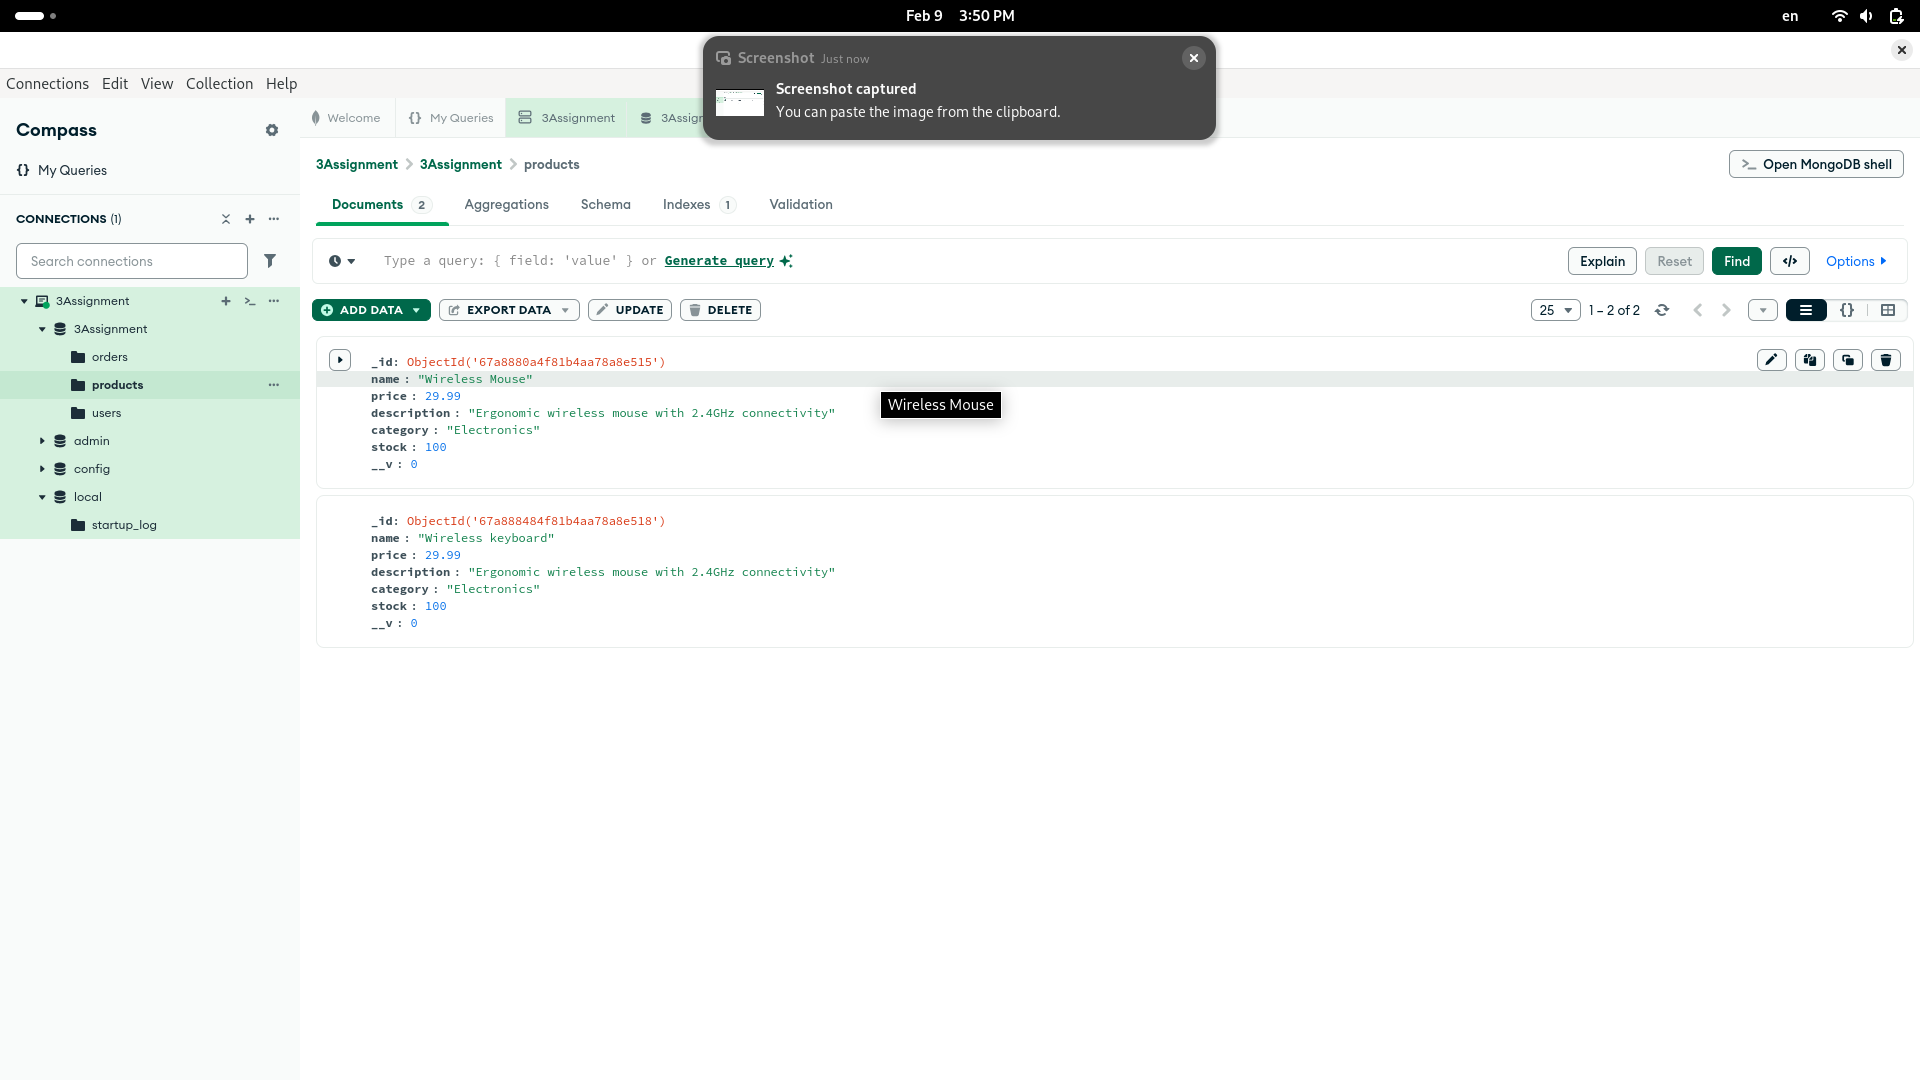 Feb 9 3:50 PM
en
Screenshot Just now
Screenshot captured
You can paste the image from the clipboard.
Connections Edit View Collection Help
Welcome
{} My Queries
3Assignment
3Assign
Compass
{} My Queries
CONNECTIONS (1)
Search connections
3Assignment
3Assignment
orders
products
users
admin
config
local
startup_log
3Assignment > 3Assignment > products
>_ Open MongoDB shell
Documents 2 Aggregations Schema Indexes 1 Validation
Type a query: { field: 'value' } or Generate query
Explain Reset Find </> Options
ADD DATA EXPORT DATA UPDATE DELETE
25 1 – 2 of 2 {}
_id: ObjectId('67a8880a4f81b4aa78a8e515')
name : "Wireless Mouse"
price : 29.99
Wireless Mouse
description : "Ergonomic wireless mouse with 2.4GHz connectivity"
category : "Electronics"
stock : 100
__v : 0
_id: ObjectId('67a888484f81b4aa78a8e518')
name : "Wireless keyboard"
price : 29.99
description : "Ergonomic wireless mouse with 2.4GHz connectivity"
category : "Electronics"
stock : 100
__v : 0